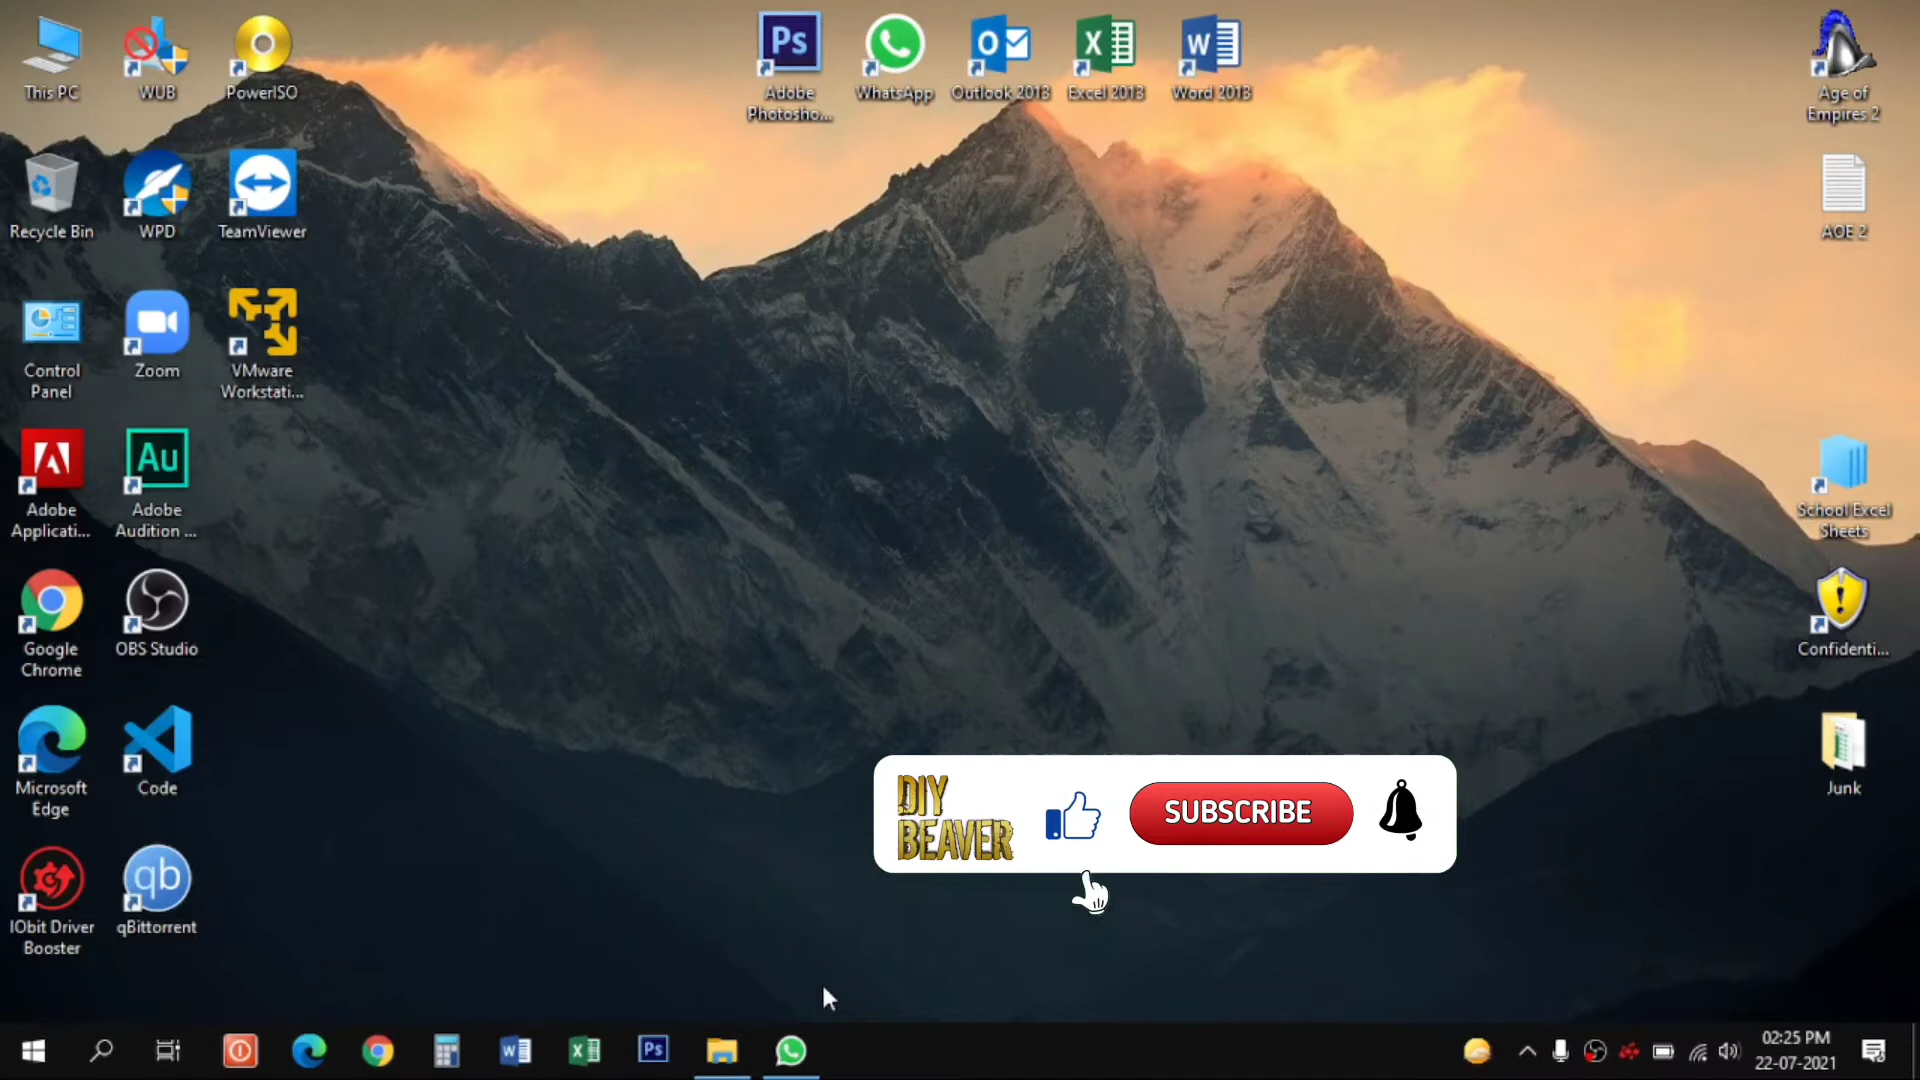 This PC
WUB
PowerISO
Ps
Adobe
Photosho...
WhatsApp
Outlook 2013
Excel 2013
Word 2013
Age of
Empires 2
Recycle Bin
WPD
TeamViewer
AOE 2
Control
Panel
Zoom
VMware
Workstati...
Au
Adobe
Applicati...
Adobe
Audition ...
School Excel
Sheets
Google
Chrome
OBS Studio
Confidenti...
Microsoft
Edge
Code
Junk
DIY
BEAVER
SUBSCRIBE
qb
IObit Driver
Booster
qBittorrent
Ps
02:25 PM
22-07-2021